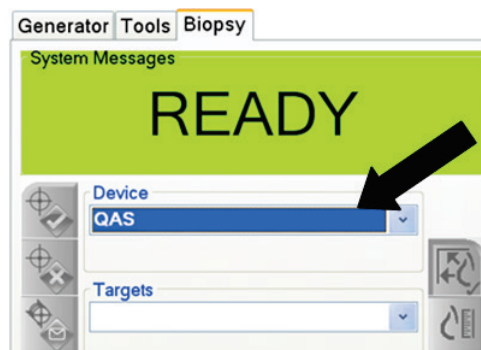 Generator Tools Biopsy
System Messages
READY
Device
QAS
Targets